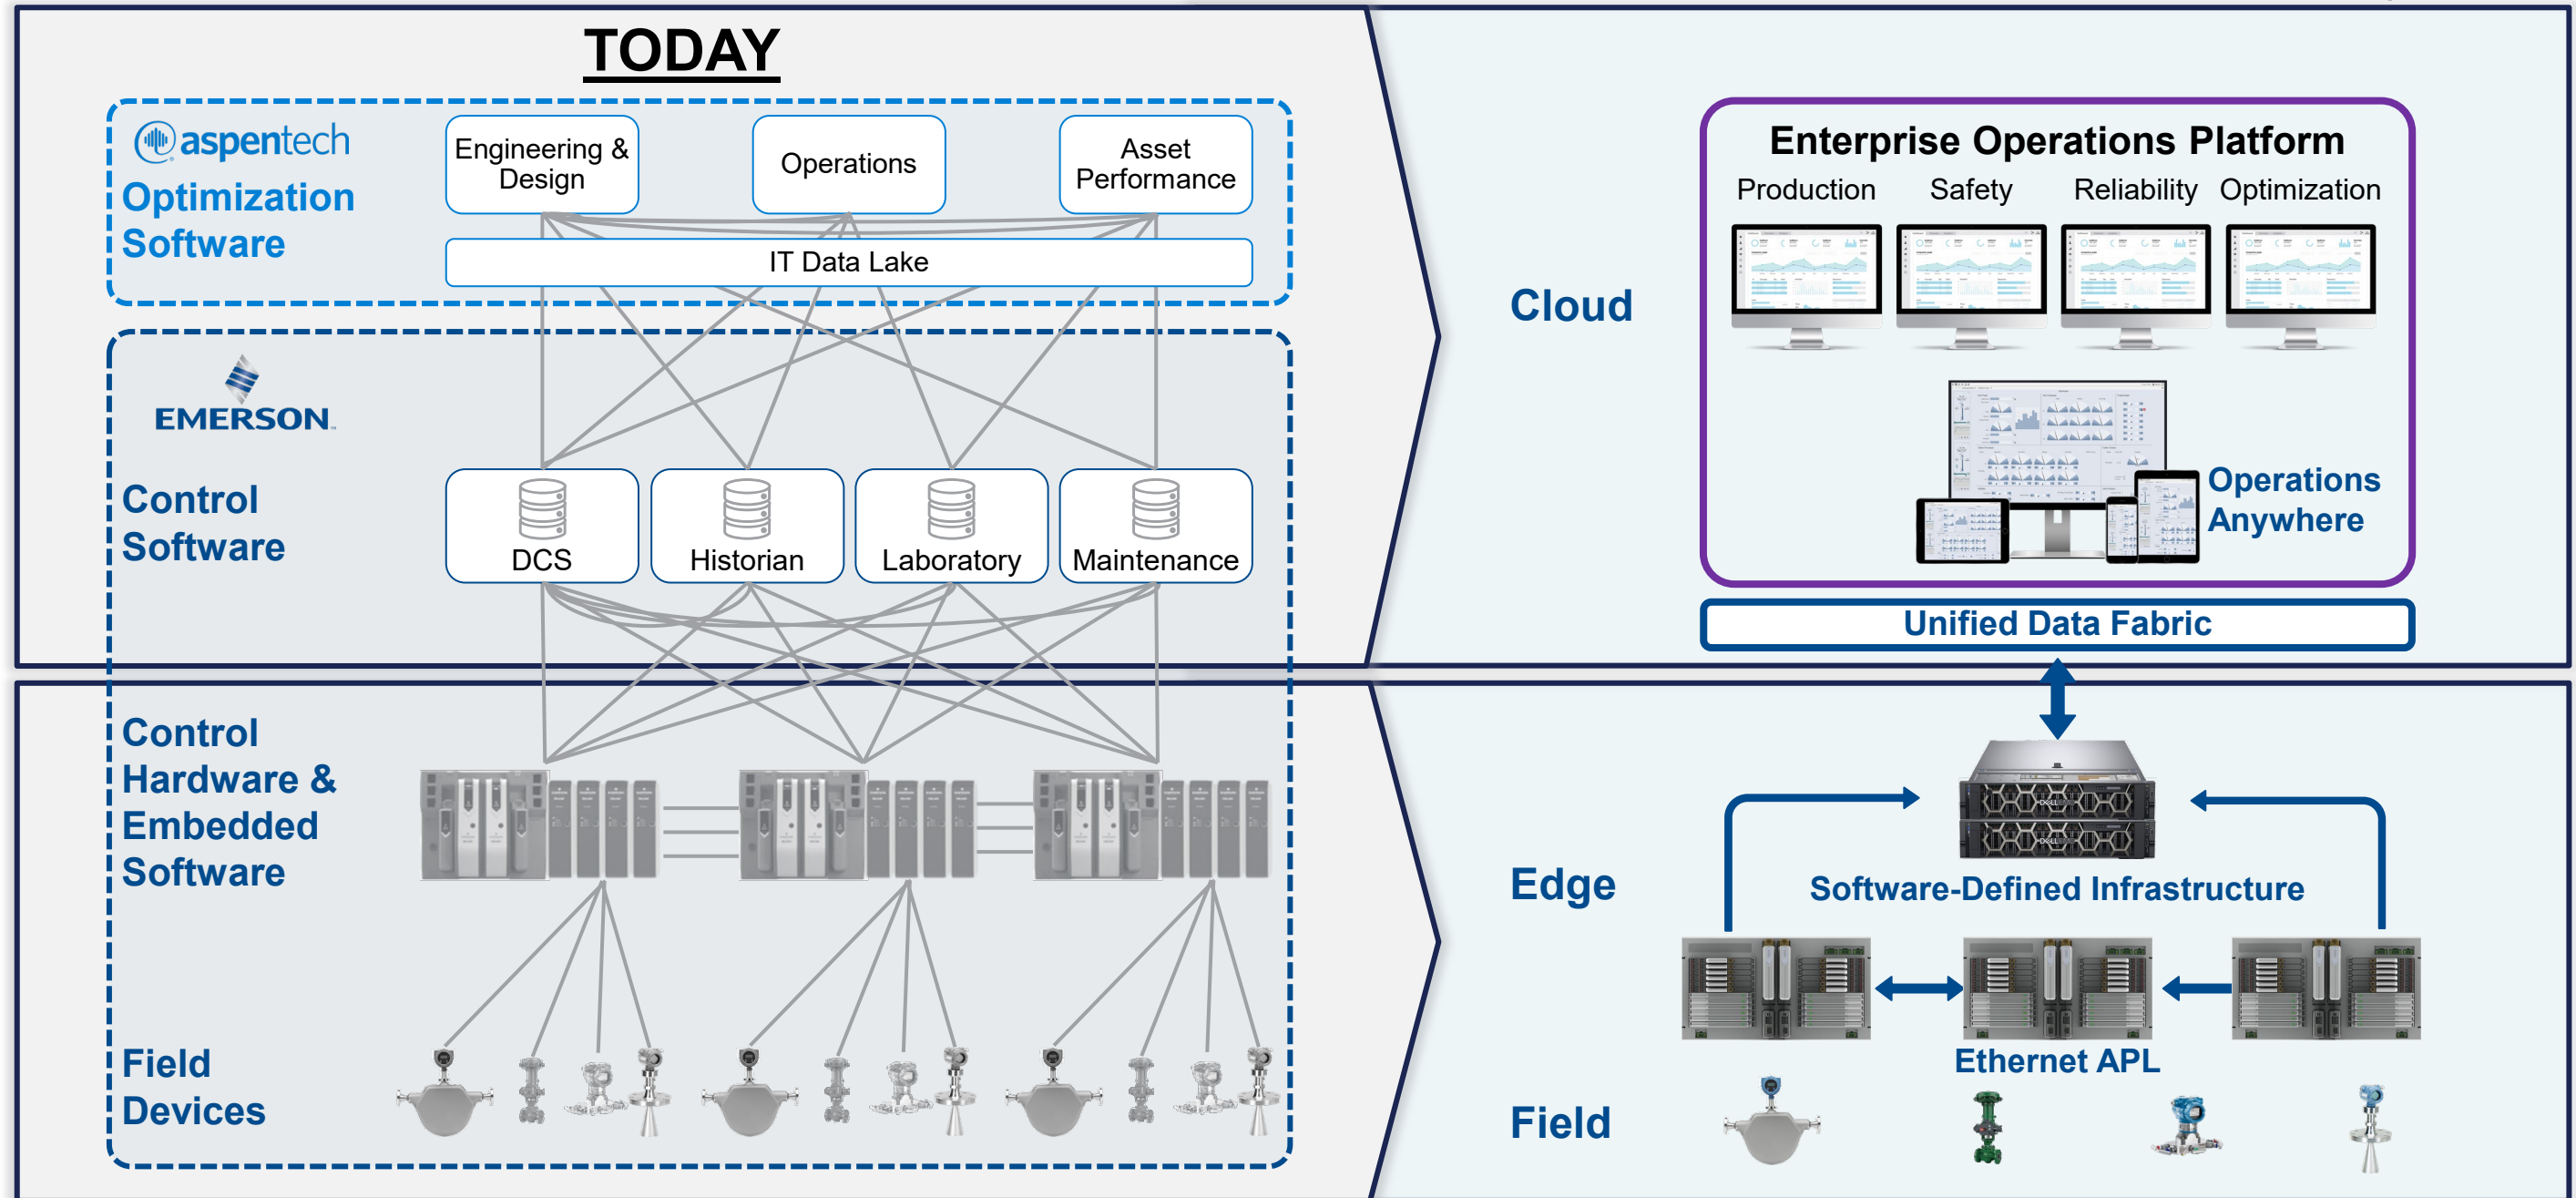 TODAY
aspentech
Optimization
Software
Engineering &
Design
Operations
Asset
Performance
IT Data Lake
EMERSON
Control
Software
DCS
Historian
Laboratory
Maintenance
Control
Hardware &
Embedded
Software
Field
Devices
Cloud
Enterprise Operations Platform
Production
Safety
Reliability
Optimization
Operations
Anywhere
Unified Data Fabric
Edge
Software-Defined Infrastructure
Ethernet APL
Field